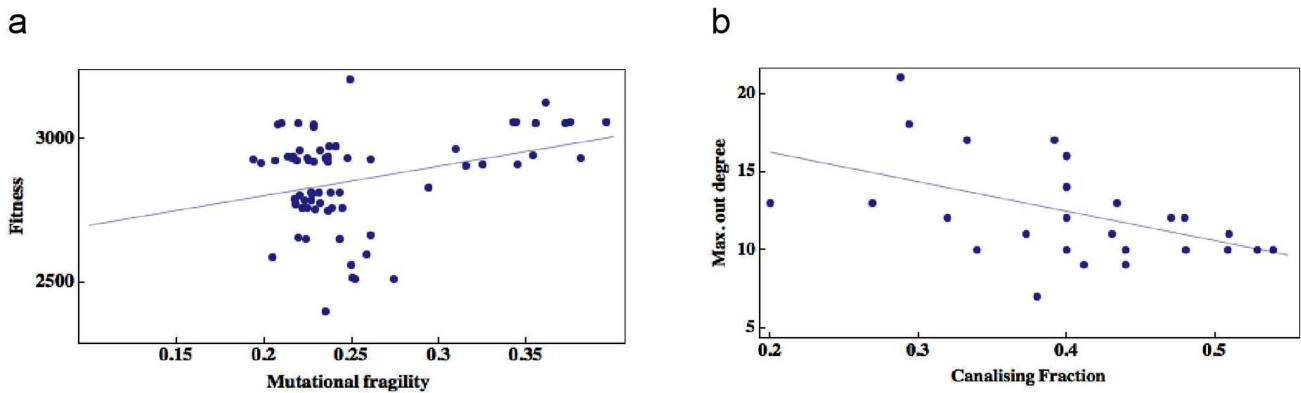 a
b
Fitness
3000
2500
0.15 0.2 0.25 0.3 0.35
Mutational fragility
Max. out degree
20
15
10
5
0.2 0.3 0.4 0.5
Canalising Fraction